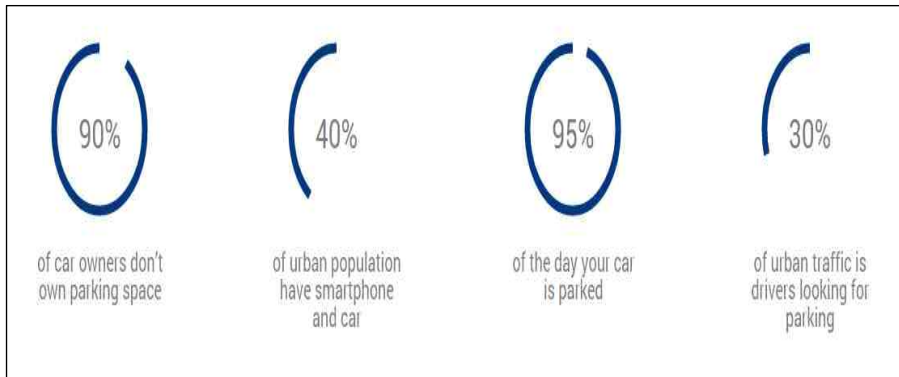 90%
of car owners don't
own parking space
40%
of urban population
have smartphone
and car
95%
of the day your car
is parked
30%
of urban traffic is
drivers looking for
parking